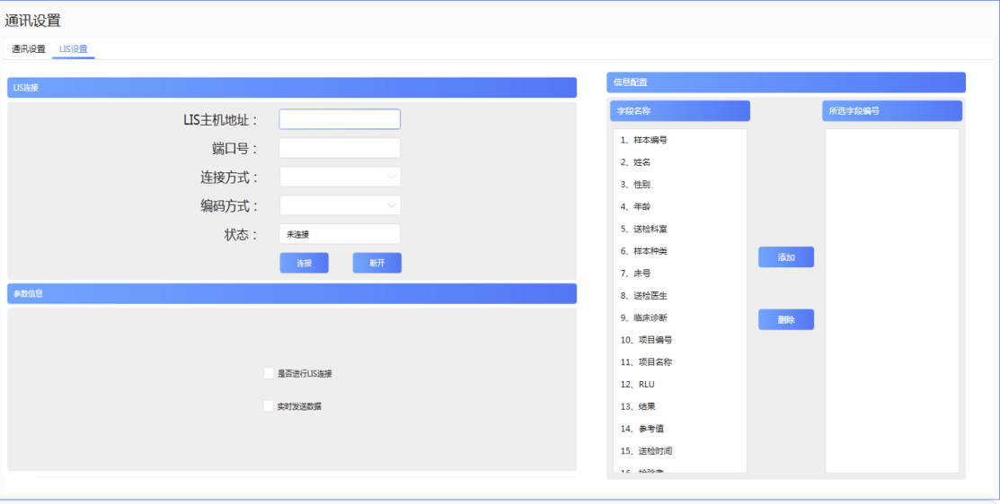 通讯设置
通讯设置 LIS设置
LIS连接
LIS主机地址：
端口号：
连接方式：
编码方式：
状态： 未连接
连接 断开
参数信息
是否进行LIS连接
实时发送数据
信息配置
字段名称 所选字段编号
1、样本编号
2、姓名
3、性别
4、年龄
5、送检科室
6、样本种类
7、床号
8、送检医生
9、临床诊断
10、项目编号
11、项目名称
12、RLU
13、结果
14、参考值
15、送检时间
添加
删除